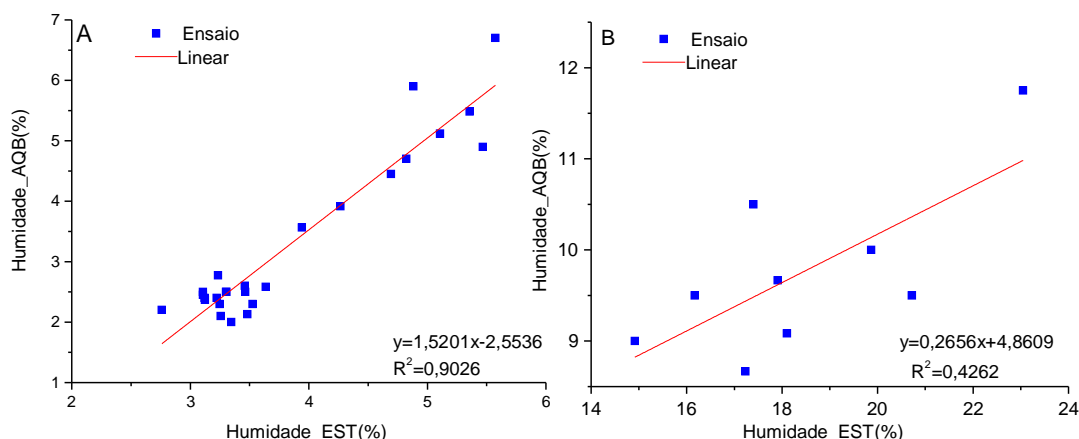 A
Ensaio
Linear
Humidade_AQB(%)
7
6
5
4
3
2
1
y=1,5201x-2,5536
R²=0,9026
2
3
4
5
6
Humidade_EST(%)
B
Ensaio
Linear
Humidade_AQB(%)
12
11
10
9
y=0,2656x+4,8609
R²=0,4262
14
16
18
20
22
24
Humidade_EST(%)